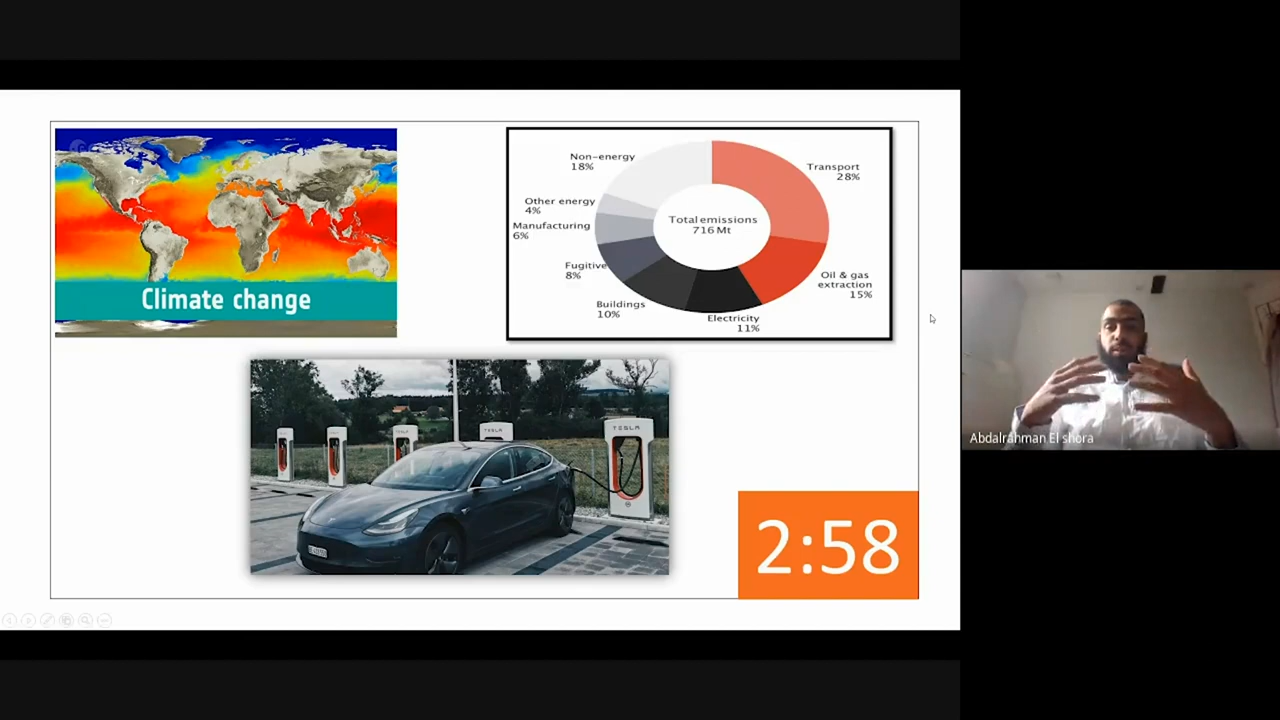 Climate change
Non-energy
18%
Other energy
4%
Manufacturing
6%
Fugitive
8%
Buildings
10%
Electricity
11%
Oil & gas
extraction
15%
Transport
28%
Total emissions
716 Mt
TESLA
TESLA
2:58
Abdalrahman El shora